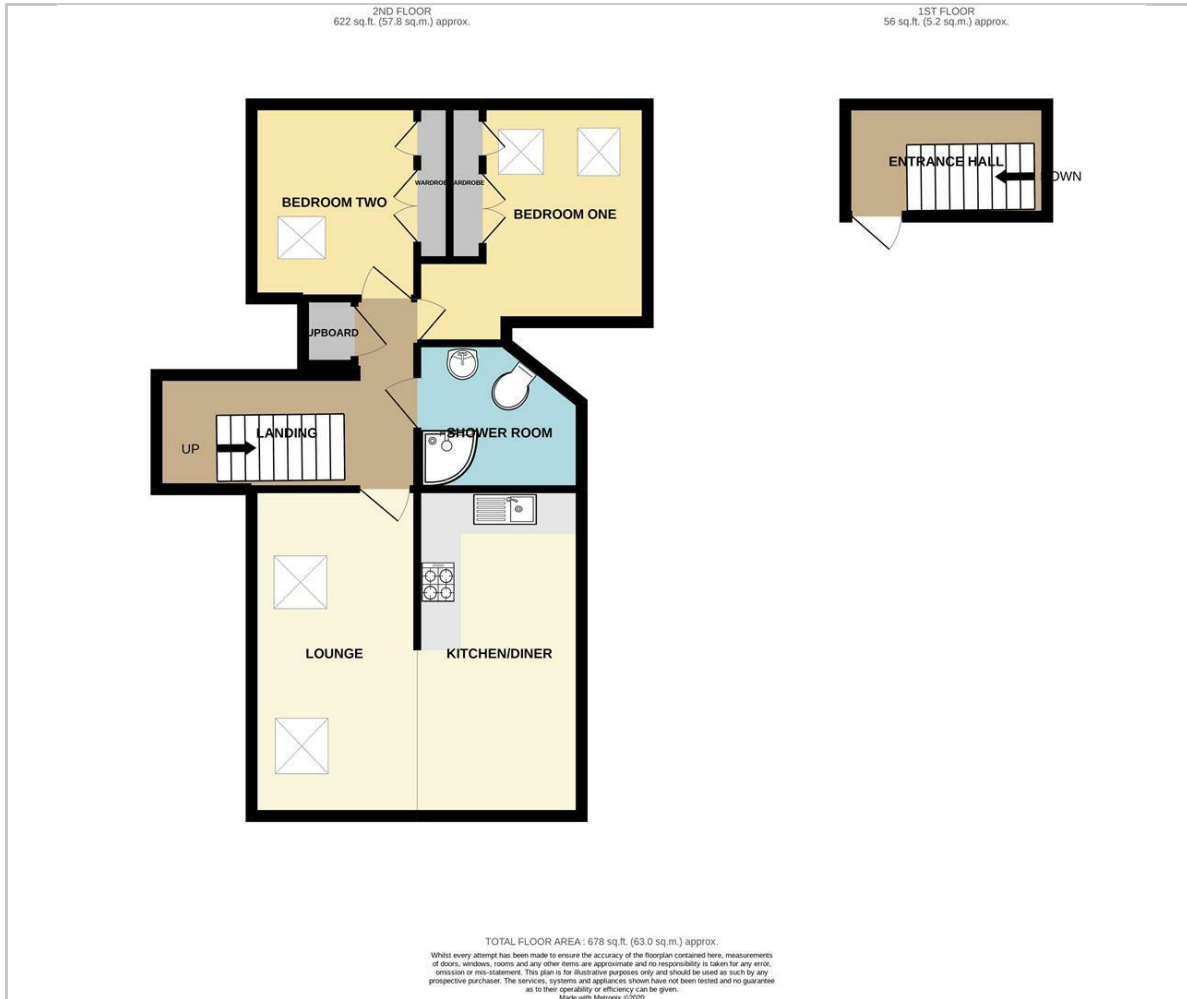 2ND FLOOR
622 sq.ft. (57.8 sq.m.) approx.
1ST FLOOR
56 sq.ft. (5.2 sq.m.) approx.
ENTRANCE HALL
DOWN
WARDROBE
ARDROBE
BEDROOM TWO
BEDROOM ONE
UPBOARD
LANDING
UP
SHOWER ROOM
LOUNGE
KITCHEN/DINER
TOTAL FLOOR AREA : 678 sq.ft. (63.0 sq.m.) approx.
Whilst every attempt has been made to ensure the accuracy of the floorplan contained here, measurements
of doors, windows, rooms and any other items are approximate and no responsibility is taken for any error,
omission or mis-statement. This plan is for illustrative purposes only and should be used as such by any
prospective purchaser. The services, systems and appliances shown have not been tested and no guarantee
as to their operability or efficiency can be given.
Made with Metropix ©2020